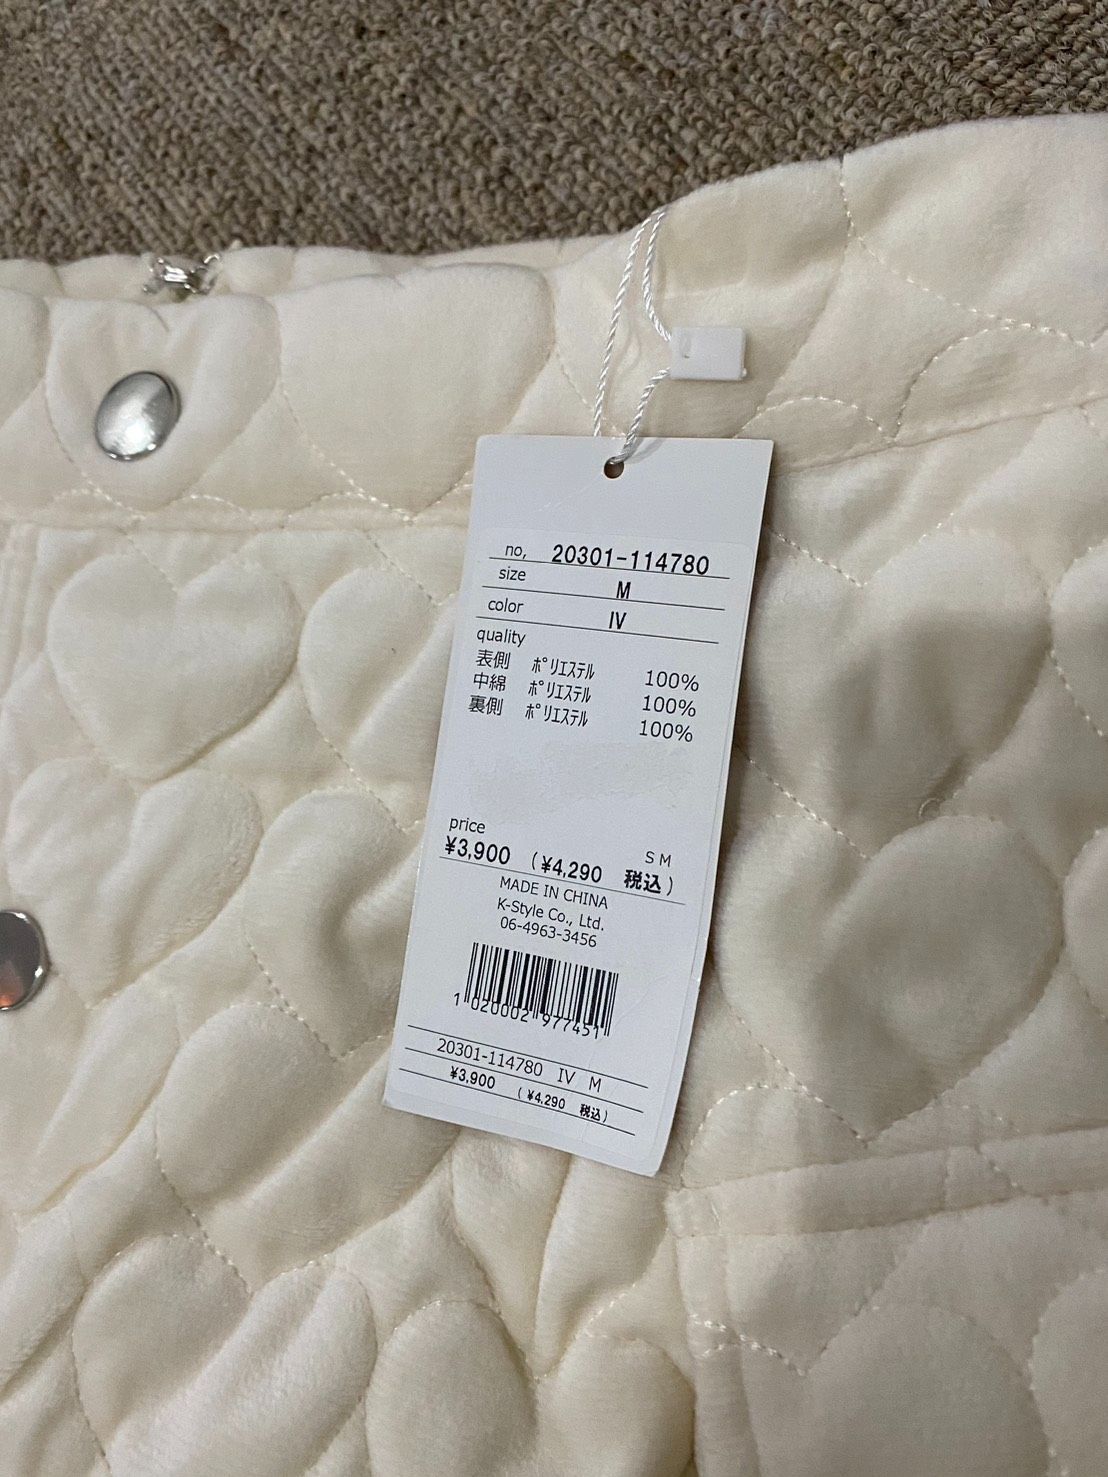 no, 20301-114780
size M
color IV
quality
表側 ﾎﾟﾘｴｽﾃﾙ 100%
中綿 ﾎﾟﾘｴｽﾃﾙ 100%
裏側 ﾎﾟﾘｴｽﾃﾙ 100%
price S M
¥3,900 (¥4,290 税込)
MADE IN CHINA
K-Style Co., Ltd.
06-4963-3456
1 020002 977451
20301-114780 IV M
¥3,900 (¥4,290 税込)